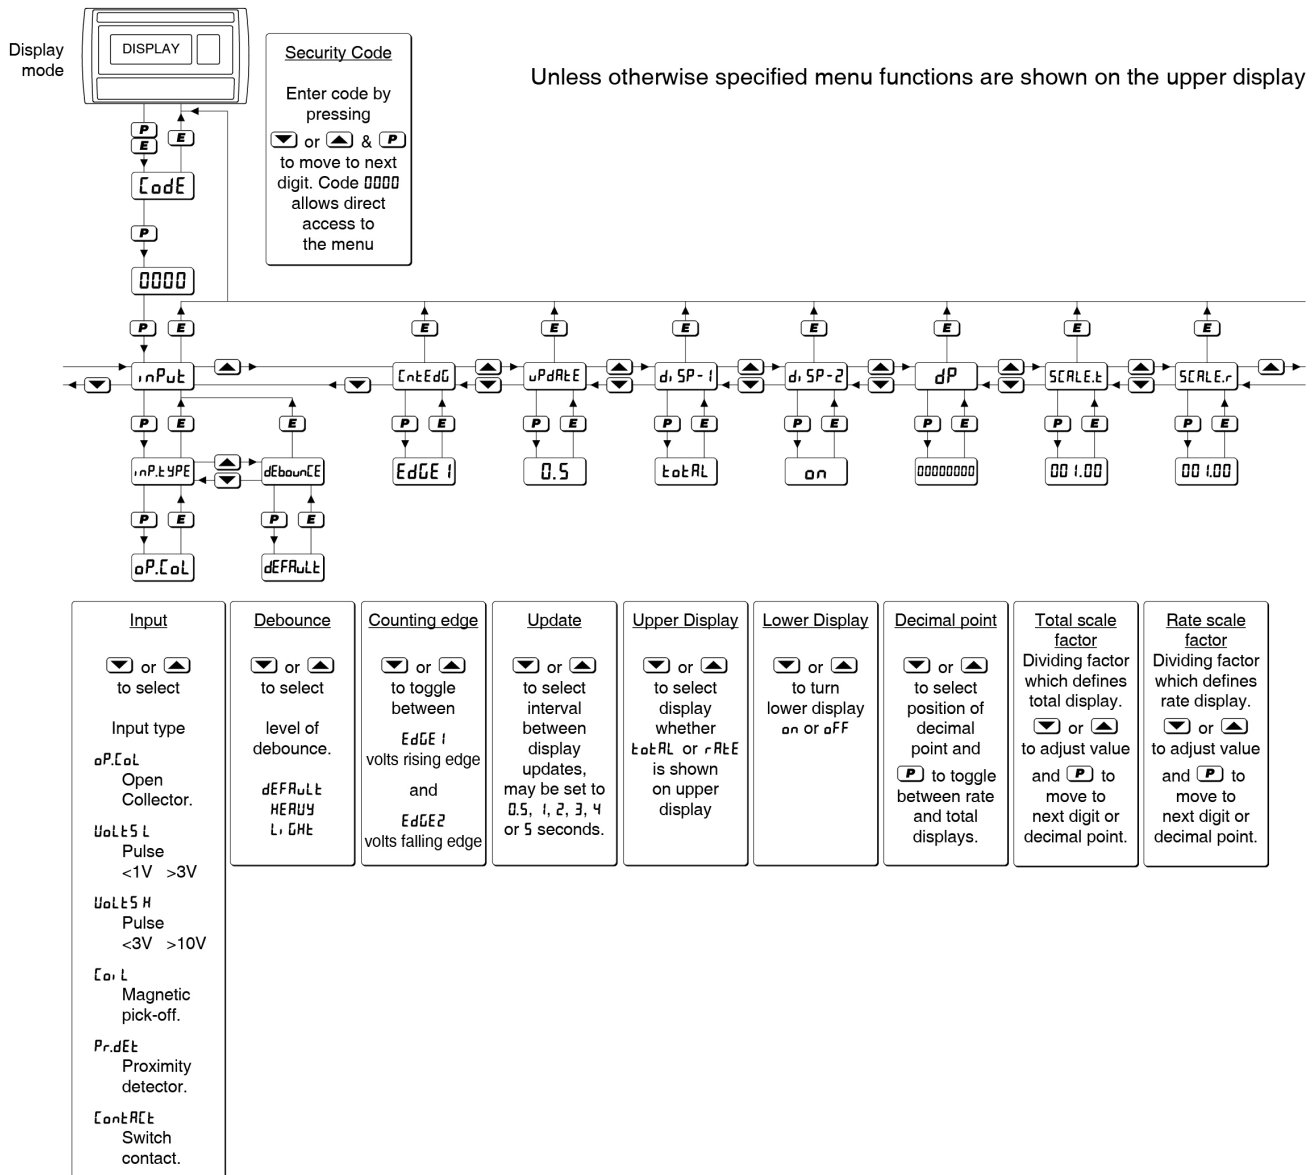 Display
mode
DISPLAY
Security Code
Enter code by
pressing
or & P
to move to next
digit. Code 0000
allows direct
access to
the menu
Unless otherwise specified menu functions are shown on the upper display
P
E
E
CodE
P
0000
P E E E E E E E E
inPut CntEdG uPdAtE diSP-1 diSP-2 dP SCALE.t SCALE.r
P E E P E P E P E P E P E P E P E
inP.tYPE dEbounCE EdGE1 0.5 totAL on 00000000 001.00 001.00
P E P E
oP.CoL dEFAuLt
Input
or
to select
Input type
oP.CoL
Open
Collector.
VoLtS L
Pulse
<1V >3V
VoLtS H
Pulse
<3V >10V
CoiL
Magnetic
pick-off.
Pr.dEt
Proximity
detector.
ContACt
Switch
contact.
Debounce
or
to select
level of
debounce.
dEFAuLt
HEAVY
LiGHt
Counting edge
or
to toggle
between
EdGE1
volts rising edge
and
EdGE2
volts falling edge
Update
or
to select
interval
between
display
updates,
may be set to
0.5, 1, 2, 3, 4
or 5 seconds.
Upper Display
or
to select
display
whether
totAL or rAtE
is shown
on upper
display
Lower Display
or
to turn
lower display
on or oFF
Decimal point
or
to select
position of
decimal
point and
P to toggle
between rate
and total
displays.
Total scale
factor
Dividing factor
which defines
total display.
or
to adjust value
and P to
move to
next digit or
decimal point.
Rate scale
factor
Dividing factor
which defines
rate display.
or
to adjust value
and P to
move to
next digit or
decimal point.